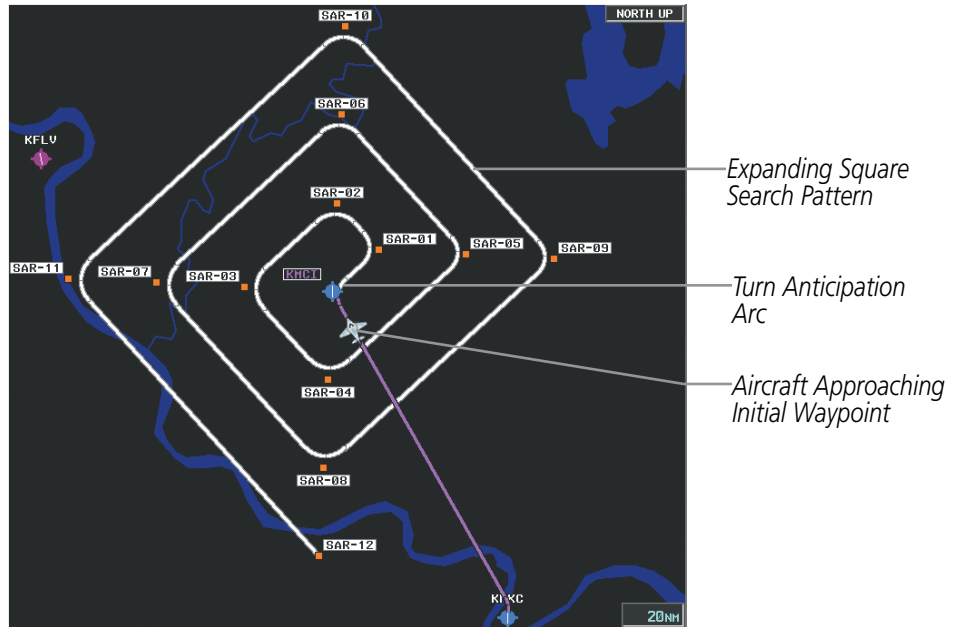 SAR-10
NORTH UP
SAR-06
KFLV
Expanding Square
Search Pattern
SAR-02
SAR-01
SAR-05
SAR-09
SAR-11
SAR-07
SAR-03
KMCI
Turn Anticipation
Arc
Aircraft Approaching
Initial Waypoint
SAR-04
SAR-08
SAR-12
20NM